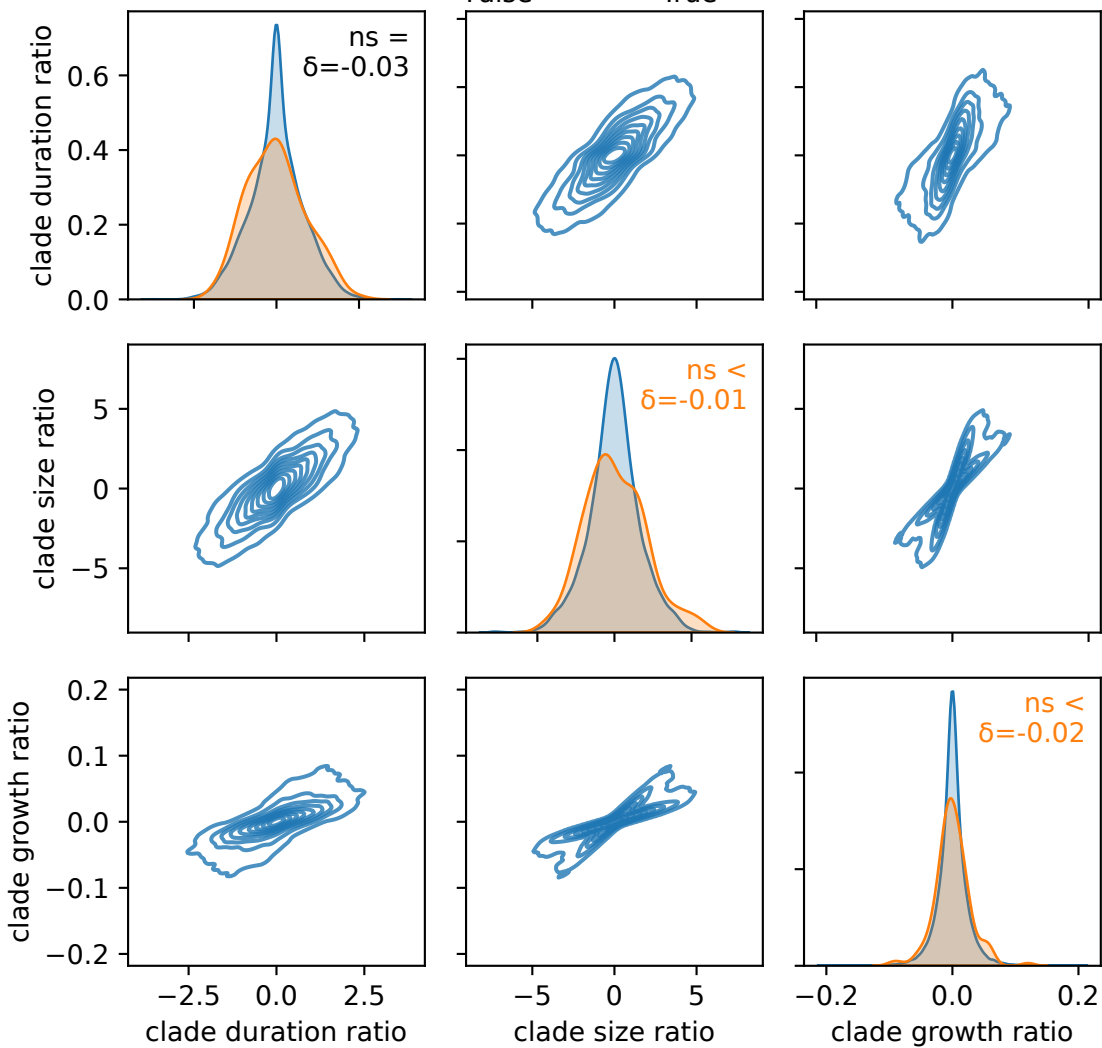 True
clade duration ratio
0.6
0.4
0.2
0.0
ns =
δ=-0.03
clade size ratio
5
0
−5
ns <
δ=-0.01
clade growth ratio
0.2
0.1
0.0
−0.1
−0.2
ns <
δ=-0.02
−2.5 0.0 2.5
−5 0 5
−0.2 0.0 0.2
clade duration ratio
clade size ratio
clade growth ratio